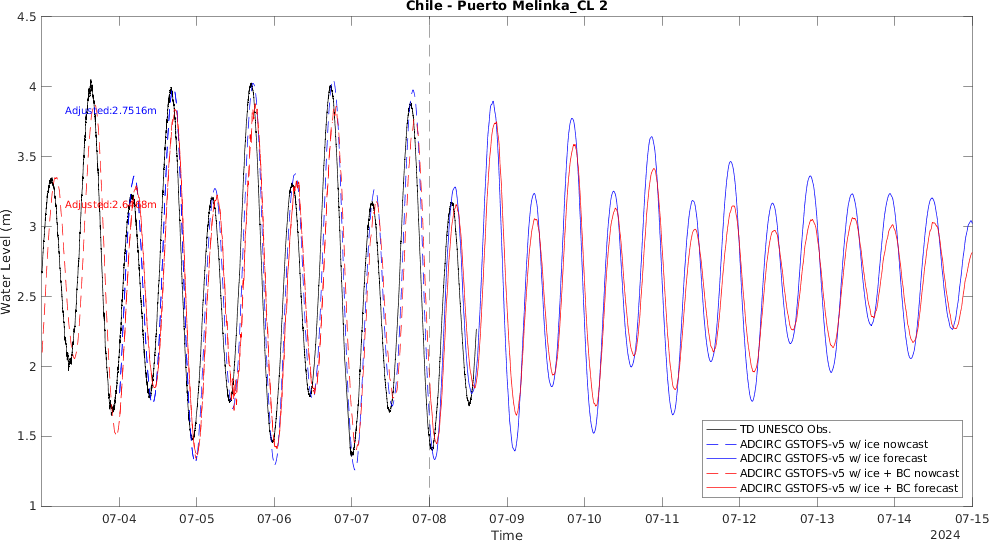 Chile - Puerto Melinka_CL 2
Water Level (m)
4.5
4
3.5
3
2.5
2
1.5
1
Adjusted:2.7516m
07-04
07-05
07-06
07-07
07-08
07-09
07-10
07-11
07-12
07-13
07-14
07-15
Time
2024
TD UNESCO Obs.
ADCIRC GSTOFS-v5 w/ ice nowcast
ADCIRC GSTOFS-v5 w/ ice forecast
ADCIRC GSTOFS-v5 w/ ice + BC nowcast
ADCIRC GSTOFS-v5 w/ ice + BC forecast